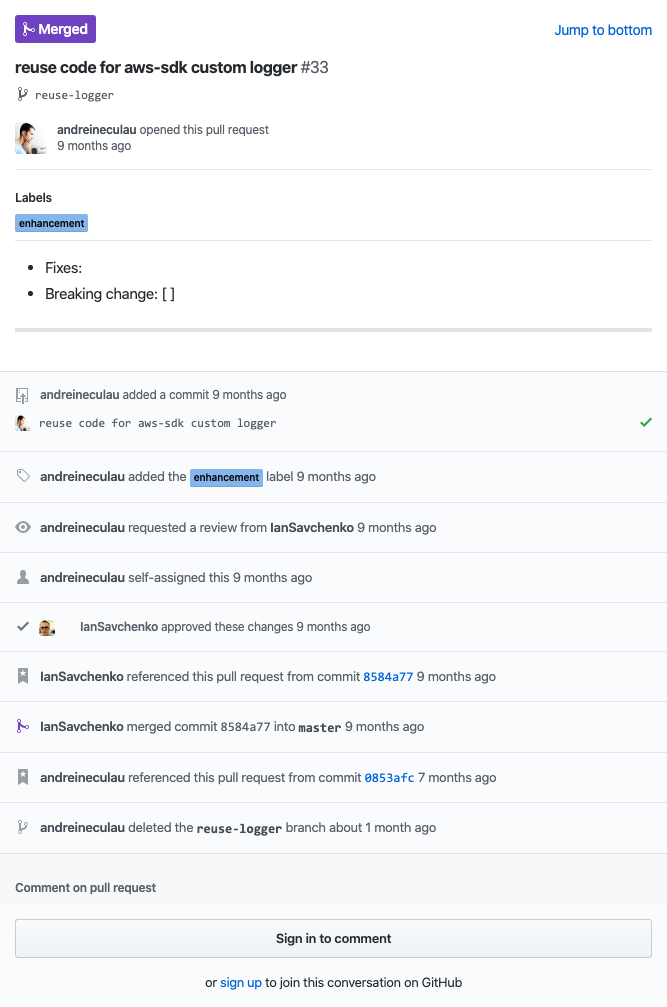 Merged
Jump to bottom
reuse code for aws-sdk custom logger #33
reuse-logger
andreineculau opened this pull request
9 months ago
Labels
enhancement
Fixes:
Breaking change: [ ]
andreineculau added a commit 9 months ago
reuse code for aws-sdk custom logger
andreineculau added the enhancement label 9 months ago
andreineculau requested a review from IanSavchenko 9 months ago
andreineculau self-assigned this 9 months ago
IanSavchenko approved these changes 9 months ago
IanSavchenko referenced this pull request from commit 8584a77 9 months ago
IanSavchenko merged commit 8584a77 into master 9 months ago
andreineculau referenced this pull request from commit 0853afc 7 months ago
andreineculau deleted the reuse-logger branch about 1 month ago
Comment on pull request
Sign in to comment
or sign up to join this conversation on GitHub